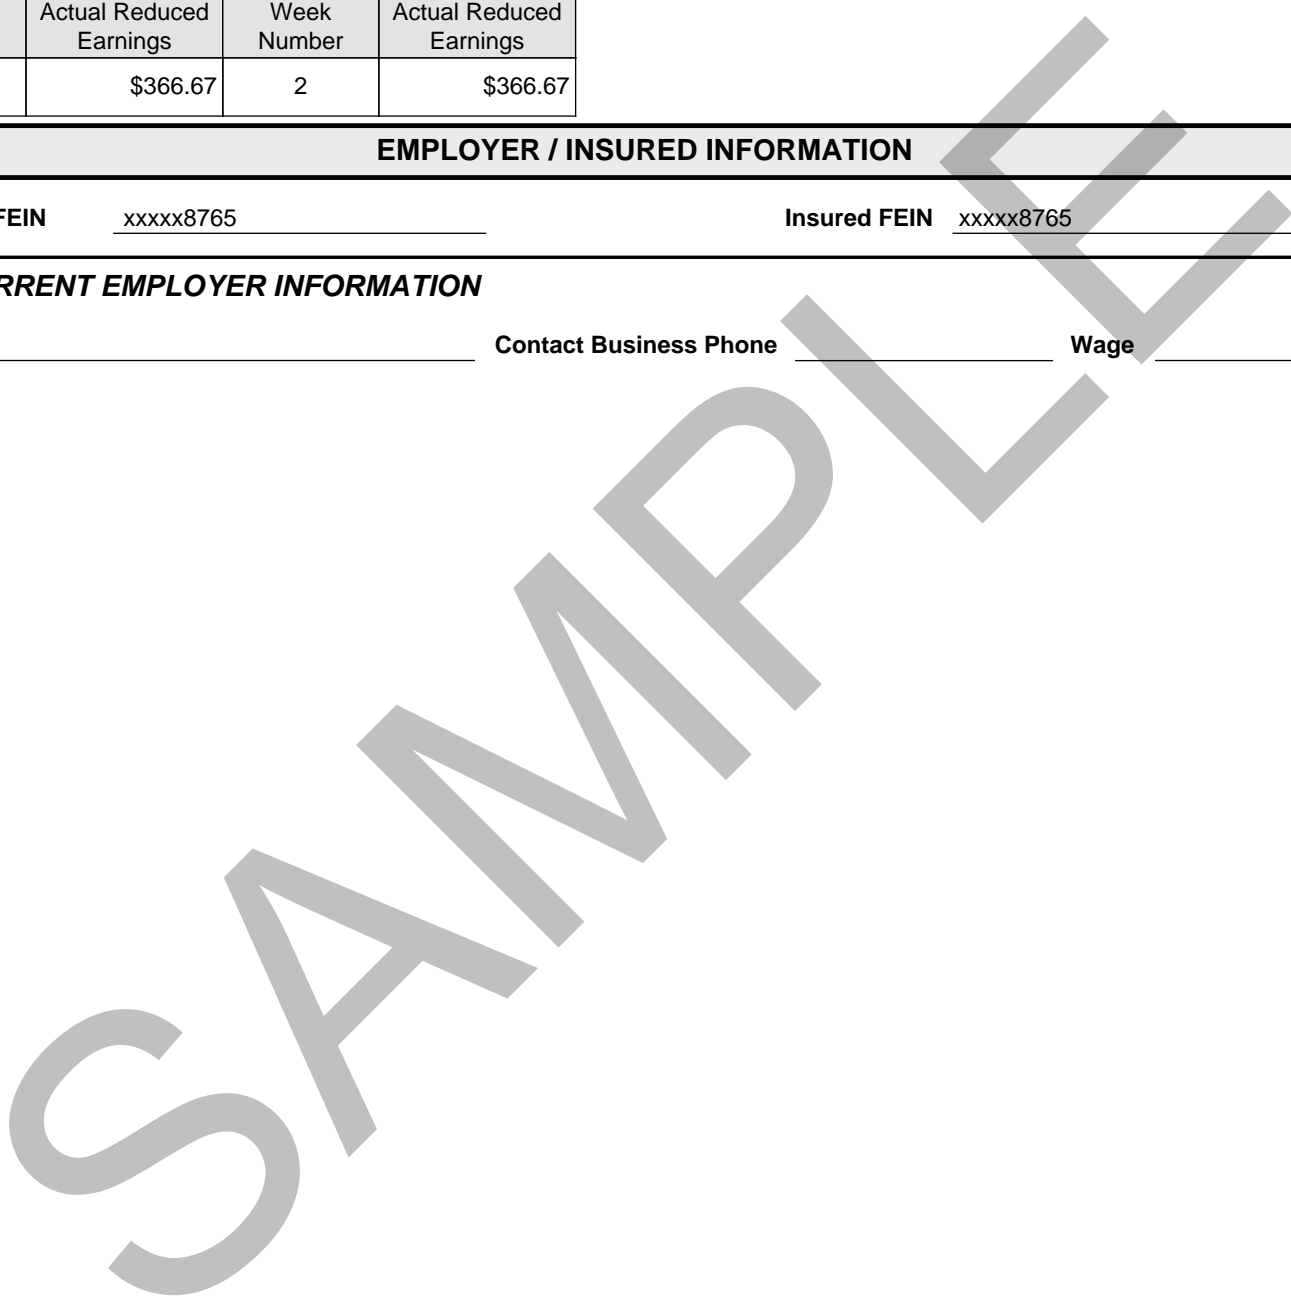 Actual Reduced Week Actual Reduced
Earnings Number Earnings
$366.67 2 $366.67
EMPLOYER / INSURED INFORMATION
FEIN xxxxx8765 Insured FEIN xxxxx8765
RRENT EMPLOYER INFORMATION
Contact Business Phone Wage
SAMPLE